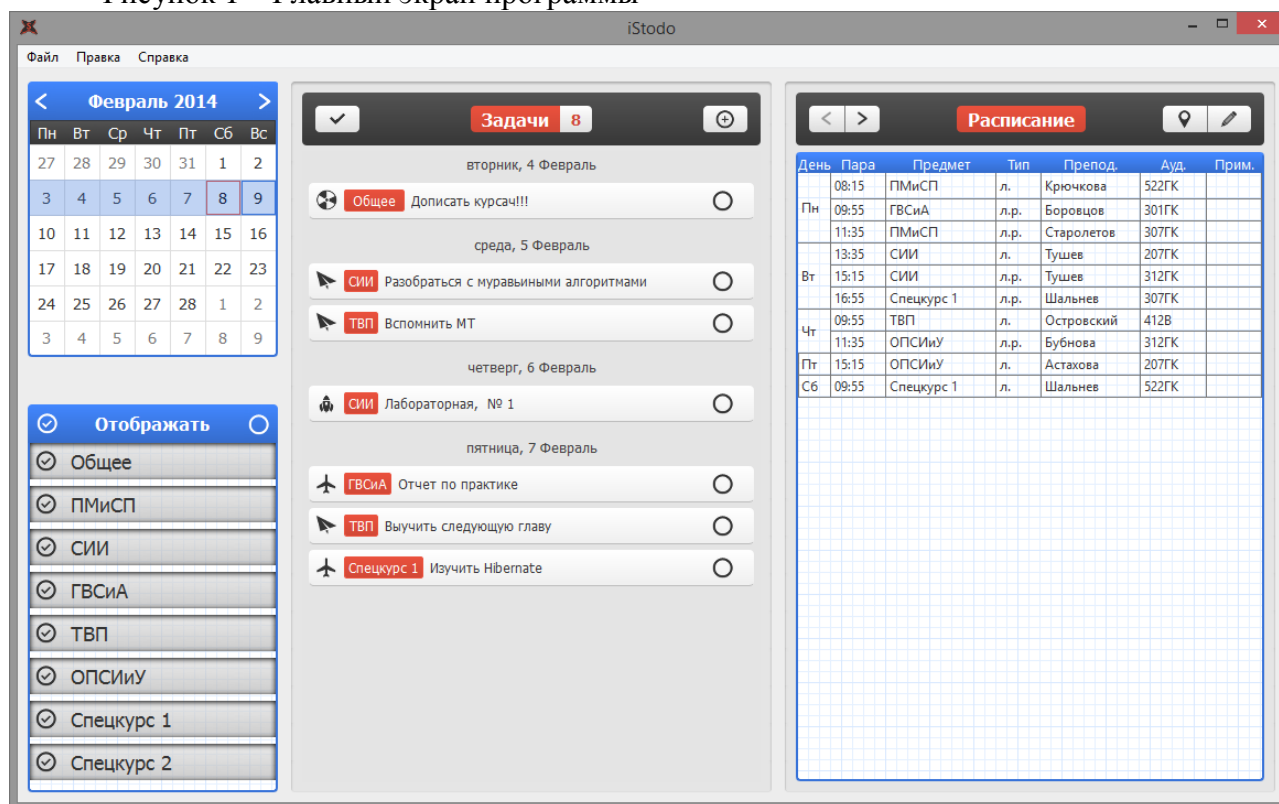 Рисунок 1 – Главный экран программы
iStodo
Файл Правка Справка
Февраль 2014
Пн Вт Ср Чт Пт Сб Вс
27 28 29 30 31 1 2
3 4 5 6 7 8 9
10 11 12 13 14 15 16
17 18 19 20 21 22 23
24 25 26 27 28 1 2
3 4 5 6 7 8 9
Отображать
Общее
ПМиСП
СИИ
ГВСиА
ТВП
ОПСИиУ
Спецкурс 1
Спецкурс 2
Задачи 8
вторник, 4 Февраль
Общее Дописать курсач!!!
среда, 5 Февраль
СИИ Разобраться с муравьиными алгоритмами
ТВП Вспомнить МТ
четверг, 6 Февраль
СИИ Лабораторная, № 1
пятница, 7 Февраль
ГВСиА Отчет по практике
ТВП Выучить следующую главу
Спецкурс 1 Изучить Hibernate
Расписание
День Пара Предмет Тип Препод. Ауд. Прим.
08:15 ПМиСП л. Крючкова 522ГК
Пн 09:55 ГВСиА л.р. Боровцов 301ГК
11:35 ПМиСП л.р. Старолетов 307ГК
13:35 СИИ л. Тушев 207ГК
Вт 15:15 СИИ л.р. Тушев 312ГК
16:55 Спецкурс 1 л.р. Шальнев 307ГК
Чт 09:55 ТВП л. Островский 412В
11:35 ОПСИиУ л.р. Бубнова 312ГК
Пт 15:15 ОПСИиУ л. Астахова 207ГК
Сб 09:55 Спецкурс 1 л. Шальнев 522ГК